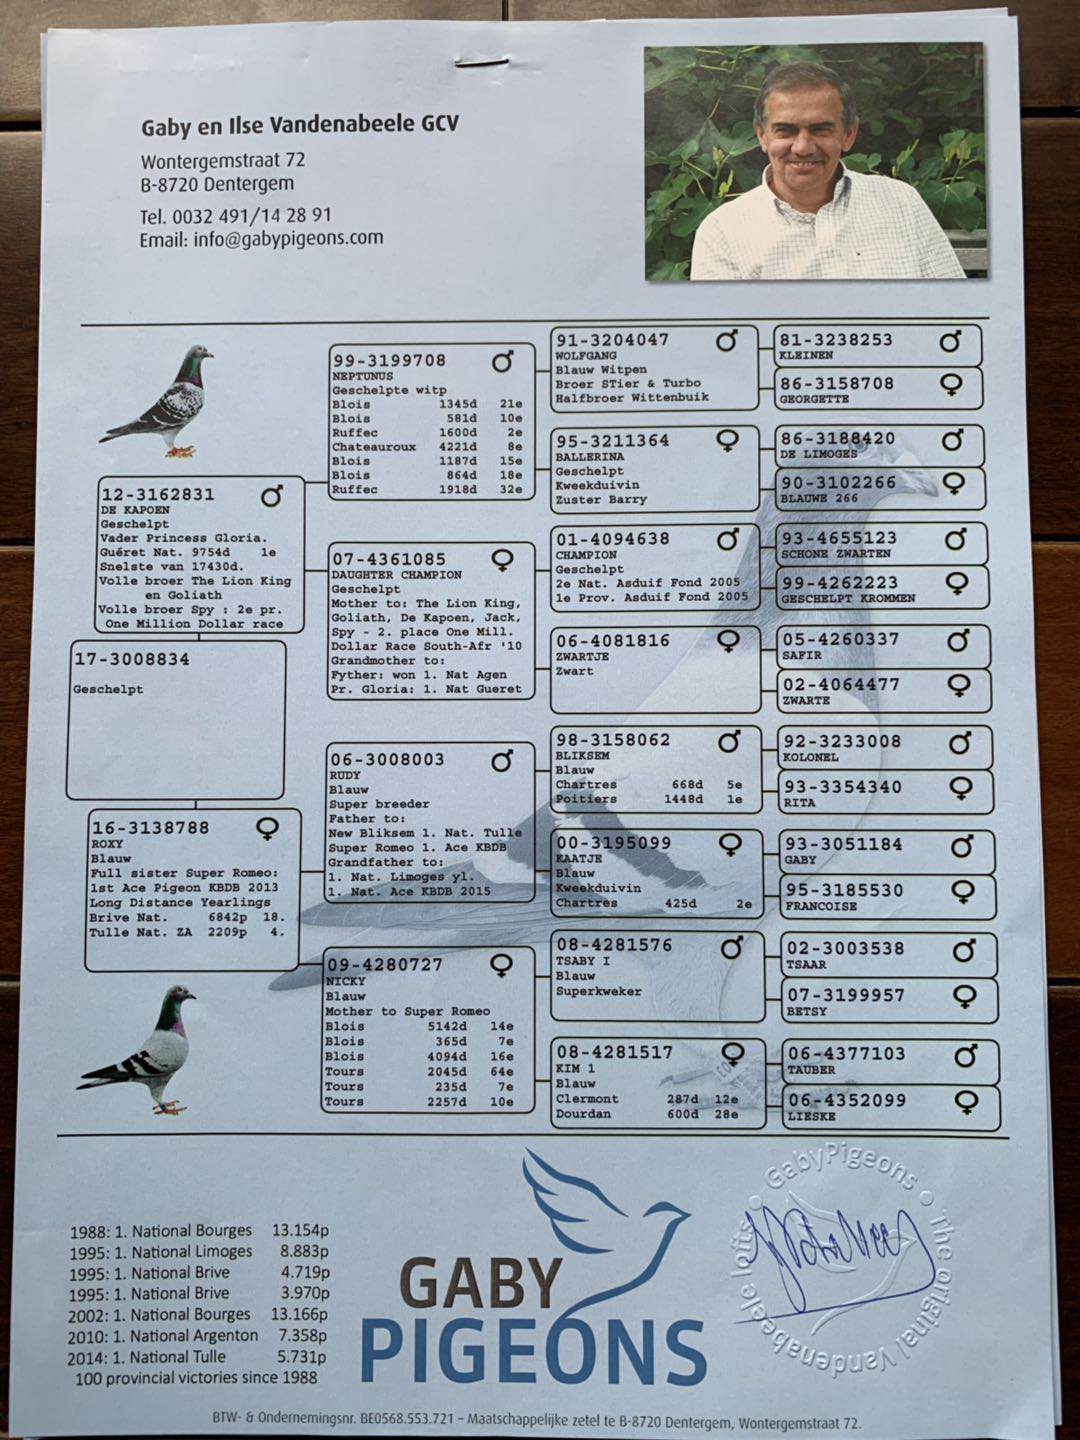 Gaby en Ilse Vandenabeele GCV
Wontergemstraat 72
B-8720 Dentergem
Tel. 0032 491/14 28 91
Email: info@gabypigeons.com
12-3162831 ♂
DE KAPOEN
Geschelpt
Vader Princess Gloria.
Guéret Nat. 9754d 1e
Snelste van 17430d.
Volle broer The Lion King
en Goliath
Volle broer Spy : 2e pr.
One Million Dollar race
17-3008834
Geschelpt
16-3138788 ♀
ROXY
Blauw
Full sister Super Romeo:
1st Ace Pigeon KBDB 2013
Long Distance Yearlings
Brive Nat. 6842p 18.
Tulle Nat. ZA 2209p 4.
99-3199708 ♂
NEPTUNUS
Geschelpte witp
Blois 1345d 21e
Blois 581d 10e
Ruffec 1600d 2e
Chateauroux 4221d 8e
Blois 1187d 15e
Blois 864d 18e
Ruffec 1918d 32e
07-4361085 ♀
DAUGHTER CHAMPION
Geschelpt
Mother to: The Lion King,
Goliath, De Kapoen, Jack,
Spy - 2. place One Mill.
Dollar Race South-Afr '10
Grandmother to:
Fyther: won 1. Nat Agen
Pr. Gloria: 1. Nat Gueret
06-3008003 ♂
RUDY
Blauw
Super breeder
Father to:
New Bliksem 1. Nat. Tulle
Super Romeo 1. Ace KBDB
Grandfather to:
1. Nat. Limoges yl.
1. Nat. Ace KBDB 2015
09-4280727 ♀
NICKY
Blauw
Mother to Super Romeo
Blois 5142d 14e
Blois 365d 7e
Blois 4094d 16e
Tours 2045d 64e
Tours 235d 7e
Tours 2257d 10e
91-3204047 ♂
WOLFGANG
Blauw Witpen
Broer STier & Turbo
Halfbroer Wittenbuik
95-3211364 ♀
BALLERINA
Geschelpt
Kweekduivin
Zuster Barry
01-4094638 ♂
CHAMPION
Geschelpt
2e Nat. Asduif Fond 2005
1e Prov. Asduif Fond 2005
06-4081816 ♀
ZWARTJE
Zwart
98-3158062 ♂
BLIKSEM
Blauw
Chartres 668d 5e
Poitiers 1448d 1e
00-3195099 ♀
KAATJE
Blauw
Kweekduivin
Chartres 425d 2e
08-4281576 ♂
TSABY I
Blauw
Superkweker
08-4281517 ♀
KIM 1
Blauw
Clermont 287d 12e
Dourdan 600d 28e
81-3238253 ♂
KLEINEN
86-3158708 ♀
GEORGETTE
86-3188420 ♂
DE LIMOGES
90-3102266 ♀
BLAUWE 266
93-4655123 ♂
SCHONE ZWARTEN
99-4262223 ♀
GESCHELPT KROMMEN
05-4260337 ♂
SAFIR
02-4064477 ♀
ZWARTE
92-3233008 ♂
KOLONEL
93-3354340 ♀
RITA
93-3051184 ♂
GABY
95-3185530 ♀
FRANCOISE
02-3003538 ♂
TSAAR
07-3199957 ♀
BETSY
06-4377103 ♂
TAUBER
06-4352099 ♀
LIESKE
1988: 1. National Bourges 13.154p
1995: 1. National Limoges 8.883p
1995: 1. National Brive 4.719p
1995: 1. National Brive 3.970p
2002: 1. National Bourges 13.166p
2010: 1. National Argenton 7.358p
2014: 1. National Tulle 5.731p
100 provincial victories since 1988
GABY
PIGEONS
GabyPigeons
The original Vandenabeele lofts
BTW- & Ondernemingsnr. BE0568.553.721 – Maatschappelijke zetel te B-8720 Dentergem, Wontergemstraat 72.